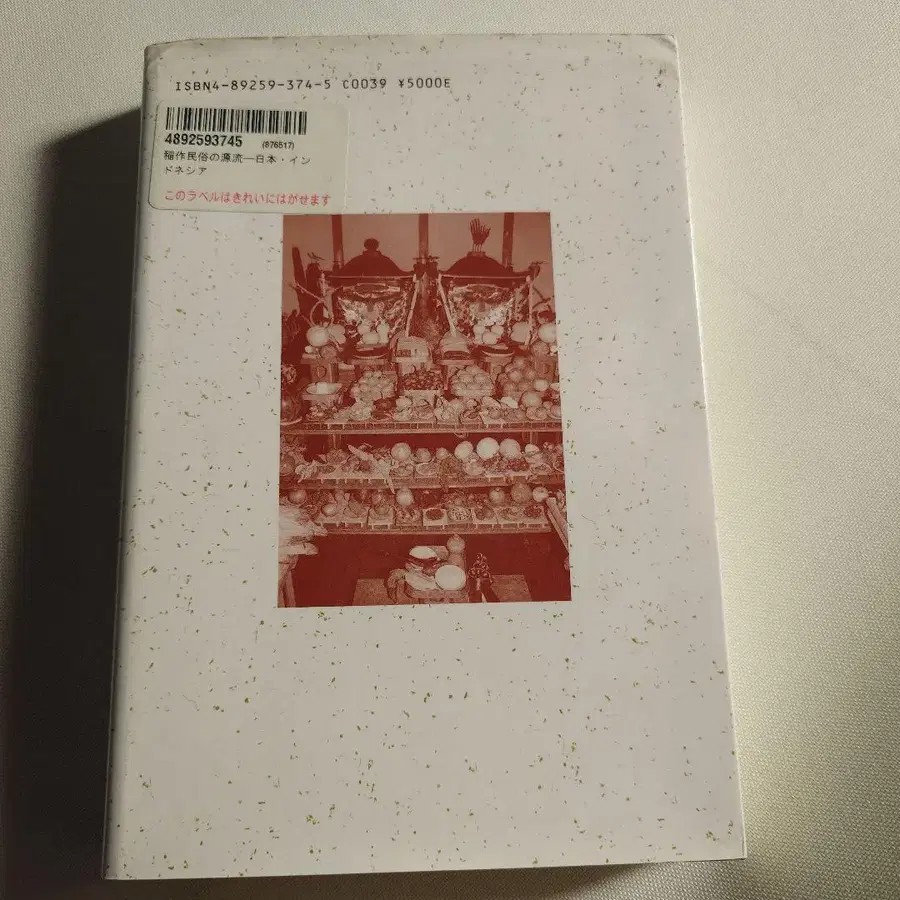 ISBN4-89259-374-5 C0039 ¥5000E
4892593745 (876517)
稲作民俗の源流―日本・イン
ドネシア
このラベルはきれいにはがせます